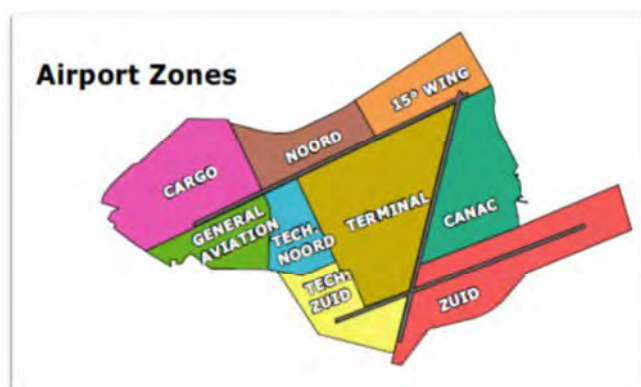 Airport Zones
15° WING
NOORD
CARGO
TERMINAL
GENERAL
AVIATION
TECH.
NOORD
CANAC
TECH.
ZUID
ZUID